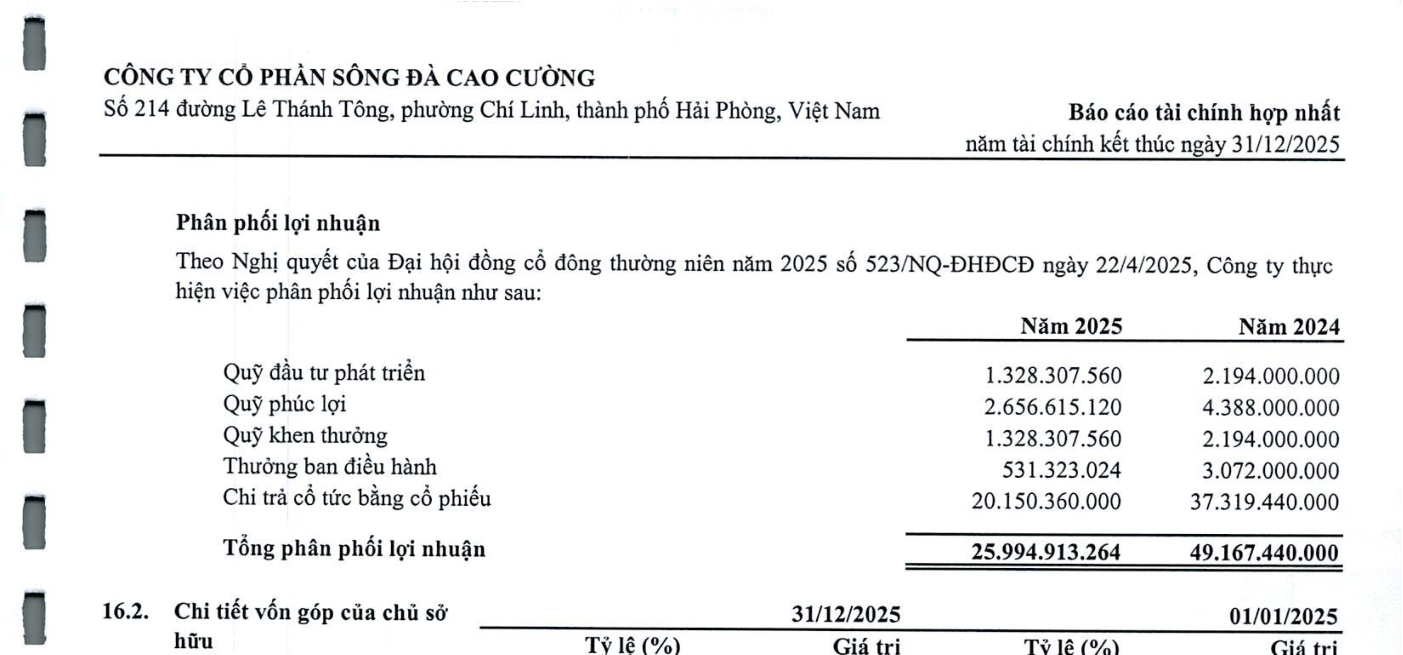 CÔNG TY CỔ PHẦN SÔNG ĐÀ CAO CƯỜNG
Số 214 đường Lê Thánh Tông, phường Chí Linh, thành phố Hải Phòng, Việt Nam
Báo cáo tài chính hợp nhất
năm tài chính kết thúc ngày 31/12/2025
Phân phối lợi nhuận
Theo Nghị quyết của Đại hội đồng cổ đông thường niên năm 2025 số 523/NQ-ĐHĐCĐ ngày 22/4/2025, Công ty thực
hiện việc phân phối lợi nhuận như sau:
Năm 2025 Năm 2024
Quỹ đầu tư phát triển 1.328.307.560 2.194.000.000
Quỹ phúc lợi 2.656.615.120 4.388.000.000
Quỹ khen thưởng 1.328.307.560 2.194.000.000
Thưởng ban điều hành 531.323.024 3.072.000.000
Chi trả cổ tức bằng cổ phiếu 20.150.360.000 37.319.440.000
Tổng phân phối lợi nhuận 25.994.913.264 49.167.440.000
16.2. Chi tiết vốn góp của chủ sở 31/12/2025 01/01/2025
hữu Tỷ lệ (%) Giá trị Tỷ lệ (%) Giá trị